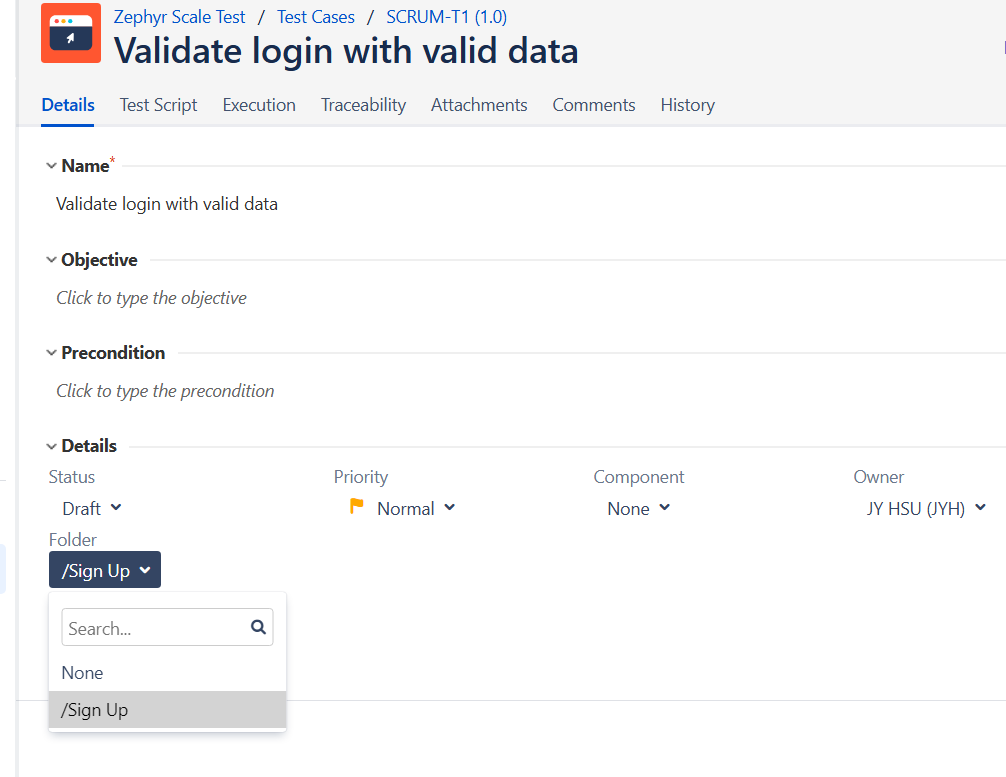 Zephyr Scale Test / Test Cases / SCRUM-T1 (1.0)
Validate login with valid data
Details Test Script Execution Traceability Attachments Comments History
Name*
Validate login with valid data
Objective
Click to type the objective
Precondition
Click to type the precondition
Details
Status Priority Component Owner
Draft Normal None JY HSU (JYH)
Folder
/Sign Up
Search...
None
/Sign Up